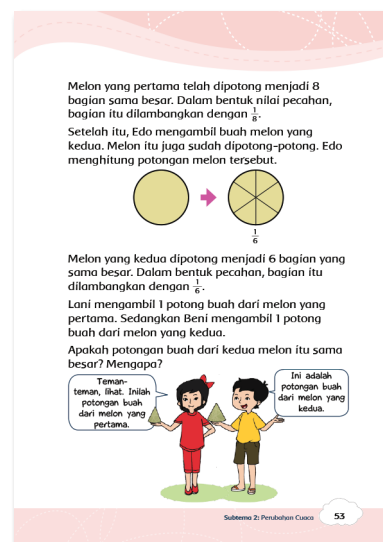 Melon yang pertama telah dipotong menjadi 8
bagian sama besar. Dalam bentuk nilai pecahan,
bagian itu dilambangkan dengan 1/8.
Setelah itu, Edo mengambil buah melon yang
kedua. Melon itu juga sudah dipotong-potong. Edo
menghitung potongan melon tersebut.
1/6
Melon yang kedua dipotong menjadi 6 bagian yang
sama besar. Dalam bentuk pecahan, bagian itu
dilambangkan dengan 1/6.
Lani mengambil 1 potong buah dari melon yang
pertama. Sedangkan Beni mengambil 1 potong
buah dari melon yang kedua.
Apakah potongan buah dari kedua melon itu sama
besar? Mengapa?
Teman-
teman, lihat. Inilah
potongan buah
dari melon yang
pertama.
Ini adalah
potongan buah
dari melon yang
kedua.
Subtema 2: Perubahan Cuaca
53